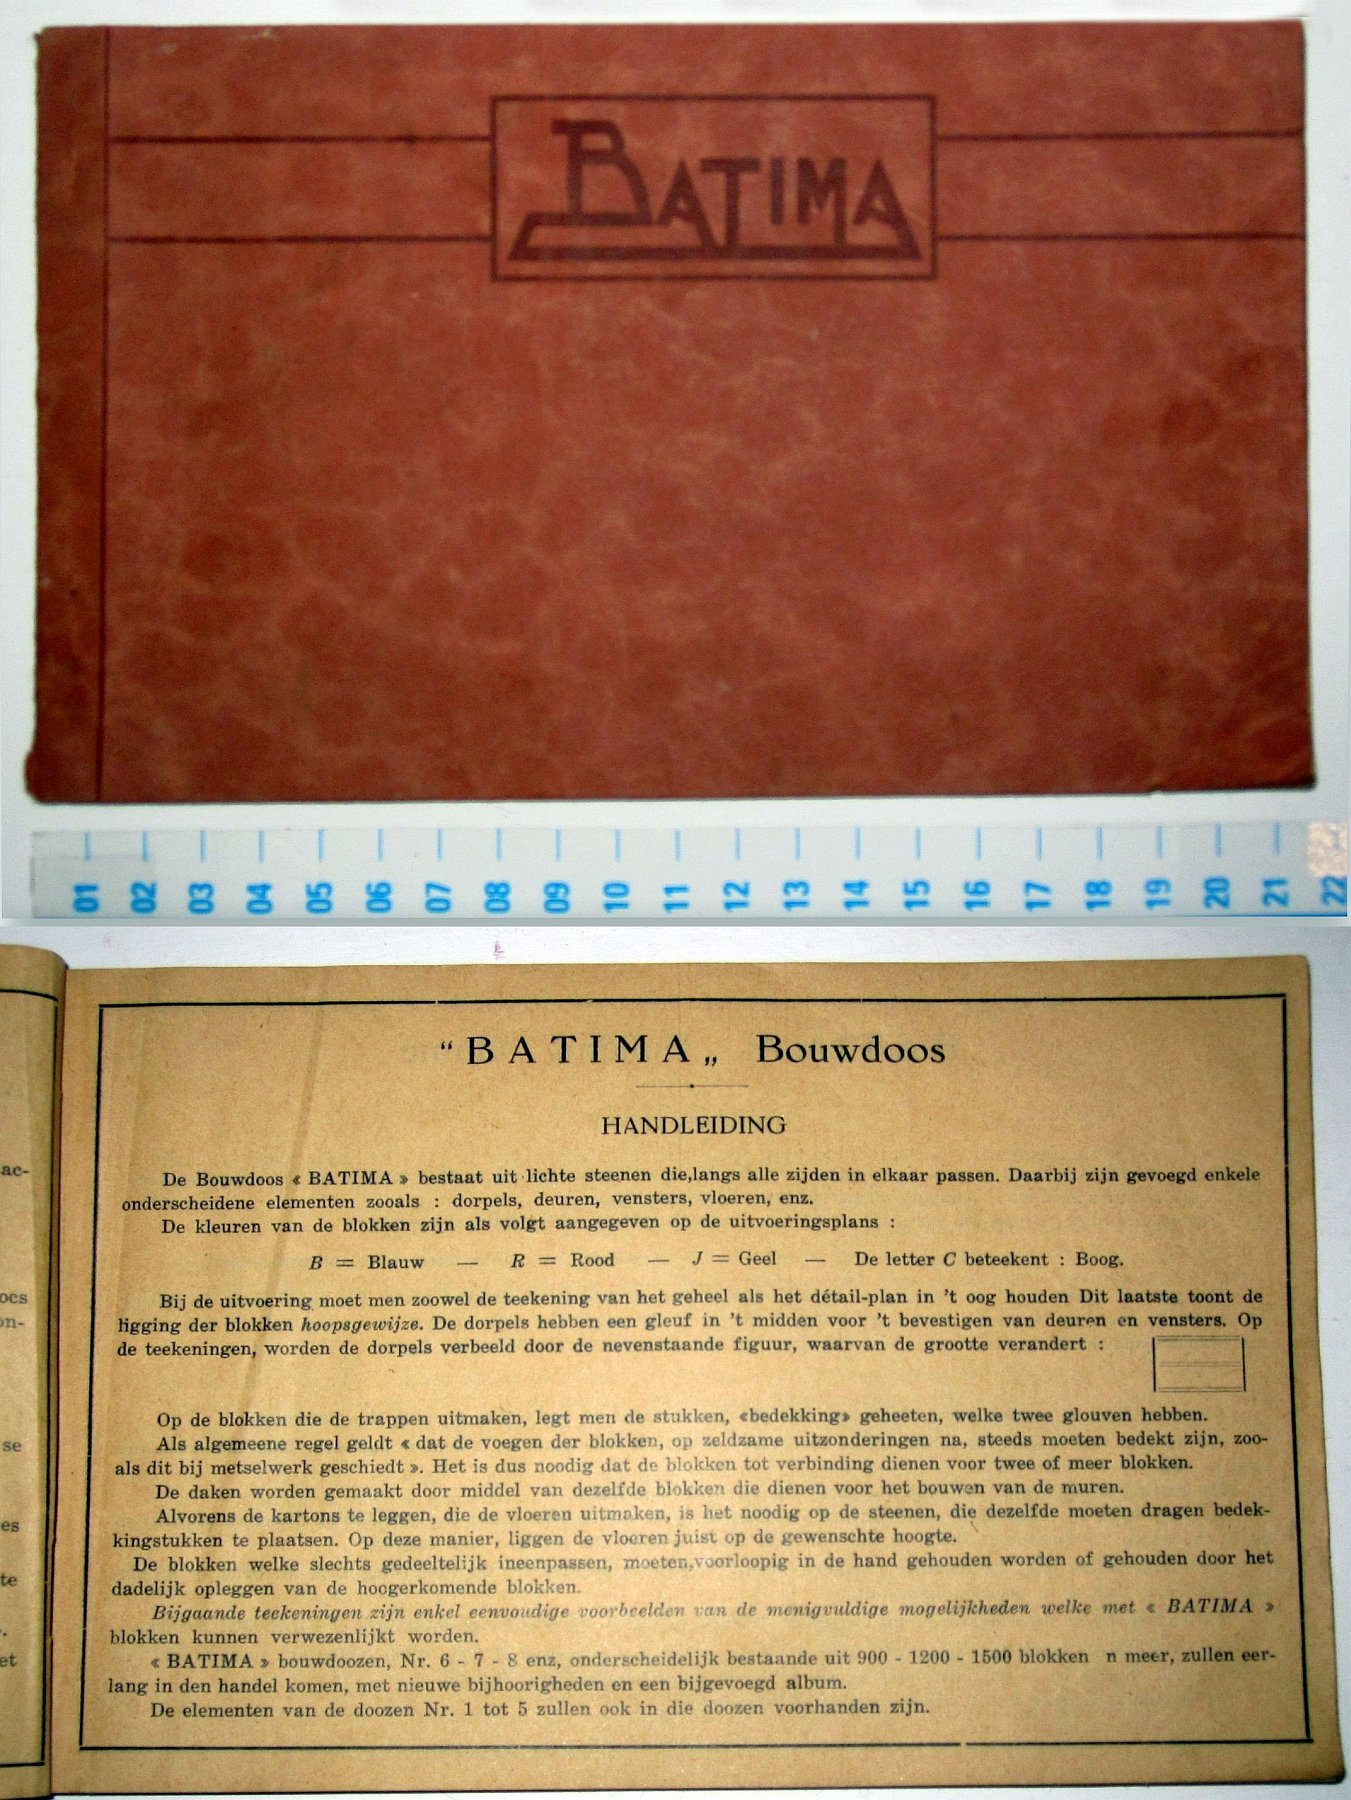 BATIMA
01 02 03 04 05 06 07 08 09 10 11 12 13 14 15 16 17 18 19 20 21 22
“BATIMA„ Bouwdoos
HANDLEIDING
De Bouwdoos « BATIMA » bestaat uit lichte steenen die,langs alle zijden in elkaar passen. Daarbij zijn gevoegd enkele
onderscheidene elementen zooals : dorpels, deuren, vensters, vloeren, enz.
De kleuren van de blokken zijn als volgt aangegeven op de uitvoeringsplans :
B = Blauw — R = Rood — J = Geel — De letter C beteekent : Boog.
Bij de uitvoering moet men zoowel de teekening van het geheel als het détail-plan in 't oog houden Dit laatste toont de
ligging der blokken hoopsgewijze. De dorpels hebben een gleuf in 't midden voor 't bevestigen van deuren en vensters. Op
de teekeningen, worden de dorpels verbeeld door de nevenstaande figuur, waarvan de grootte verandert :
Op de blokken die de trappen uitmaken, legt men de stukken, «bedekking» geheeten, welke twee glouven hebben.
Als algemeene regel geldt « dat de voegen der blokken, op zeldzame uitzonderingen na, steeds moeten bedekt zijn, zoo-
als dit bij metselwerk geschiedt ». Het is dus noodig dat de blokken tot verbinding dienen voor twee of meer blokken.
De daken worden gemaakt door middel van dezelfde blokken die dienen voor het bouwen van de muren.
Alvorens de kartons te leggen, die de vloeren uitmaken, is het noodig op de steenen, die dezelfde moeten dragen bedek-
kingstukken te plaatsen. Op deze manier, liggen de vloeren juist op de gewenschte hoogte.
De blokken welke slechts gedeeltelijk ineenpassen, moeten,voorloopig in de hand gehouden worden of gehouden door het
dadelijk opleggen van de hoogerkomende blokken.
Bijgaande teekeningen zijn enkel eenvoudige voorbeelden van de menigvuldige mogelijkheden welke met « BATIMA »
blokken kunnen verwezenlijkt worden.
« BATIMA » bouwdoozen, Nr. 6 - 7 - 8 enz, onderscheidelijk bestaande uit 900 - 1200 - 1500 blokken n meer, zullen eer-
lang in den handel komen, met nieuwe bijhoorigheden en een bijgevoegd album.
De elementen van de doozen Nr. 1 tot 5 zullen ook in die doozen voorhanden zijn.
ac-
ocs
on-
se
es
te
et